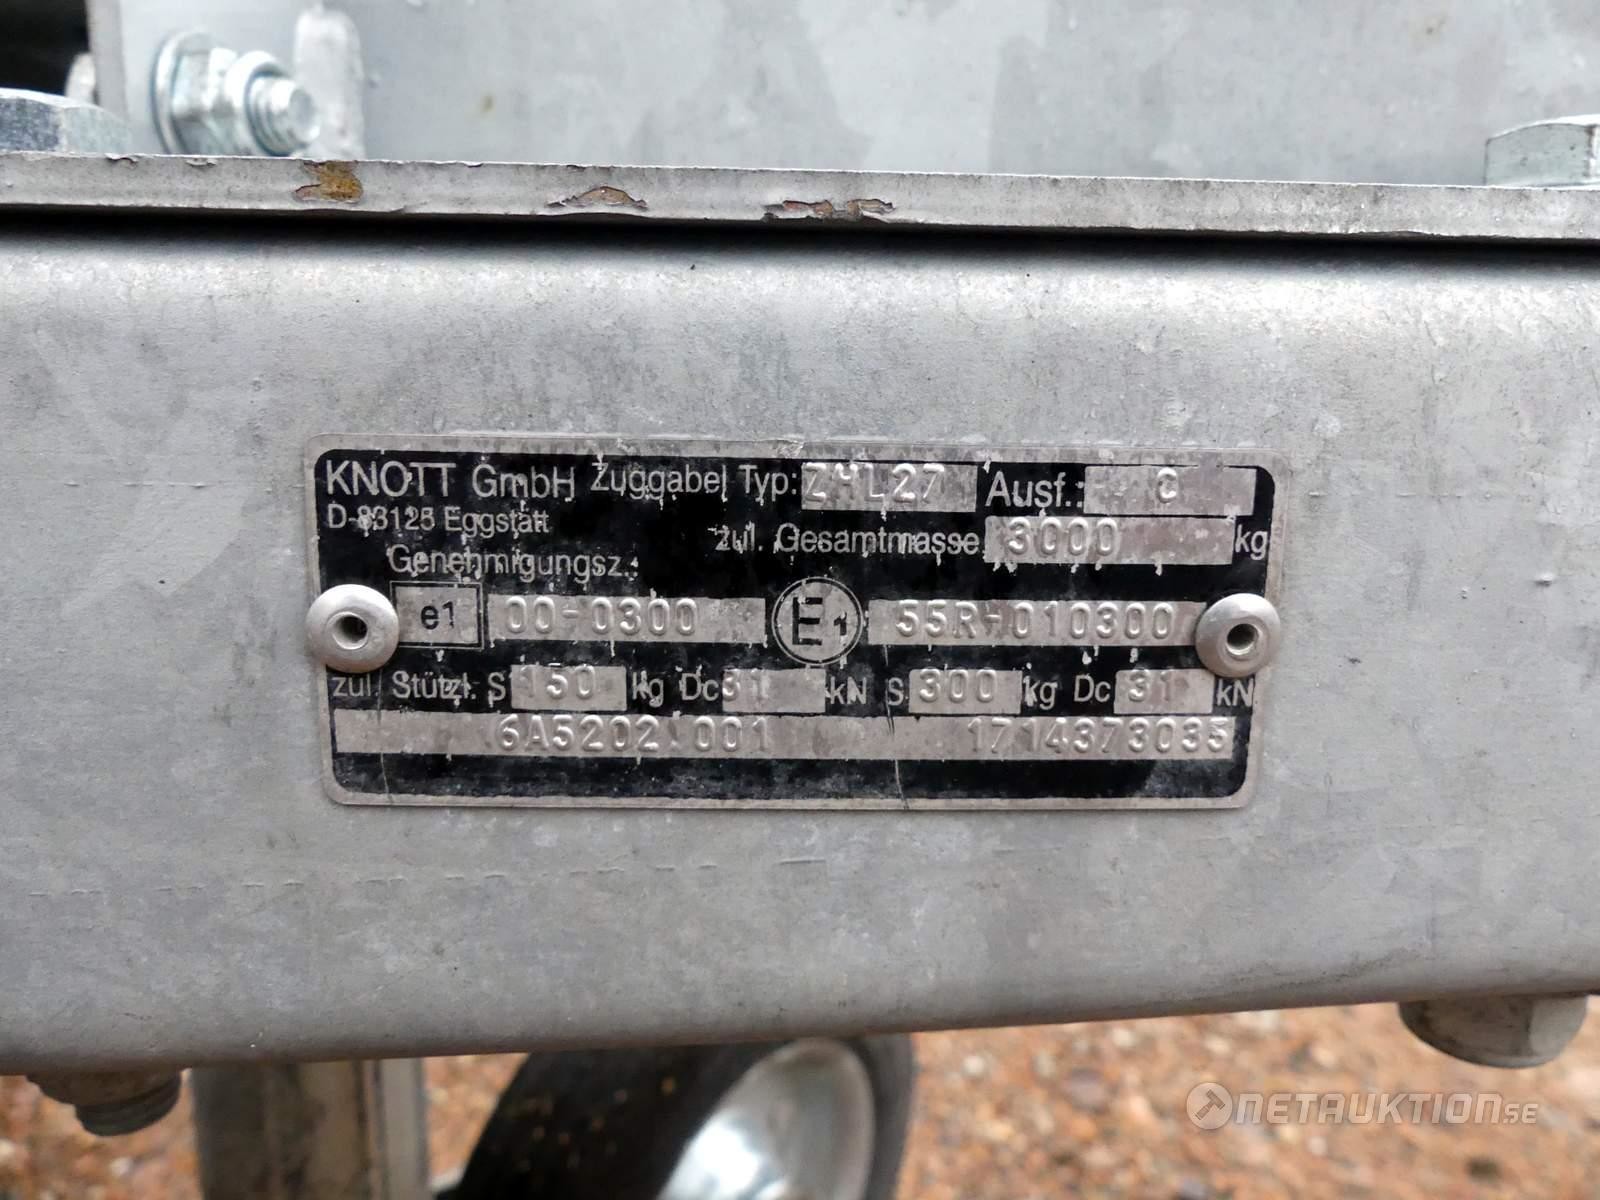 KNOTT GmbH Zuggabel Typ: ZHL27 Ausf.: C
D-83125 Eggstätt zul. Gesamtmasse 3000 kg
Genehmigungsz.:
e1 00-0300 E1 55R-010300
zul. Stützl. S 150 kg Dc 31 kN S 300 kg Dc 31 kN
6A5202.001 1714373035
NETAUKTION.SE